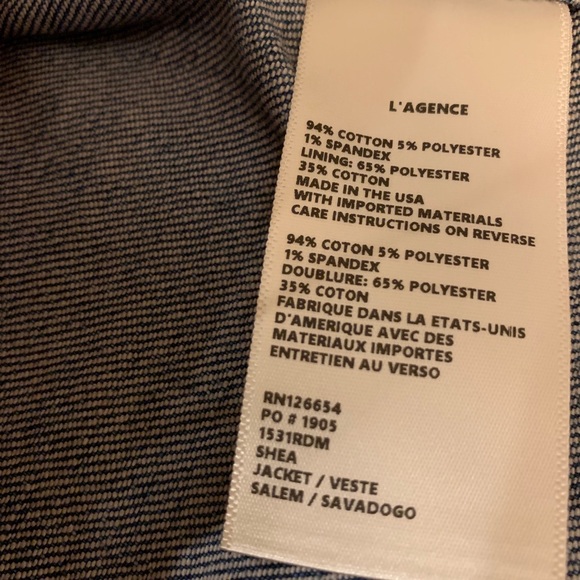 L'AGENCE
94% COTTON 5% POLYESTER
1% SPANDEX
LINING: 65% POLYESTER
35% COTTON
MADE IN THE USA
WITH IMPORTED MATERIALS
CARE INSTRUCTIONS ON REVERSE
94% COTON 5% POLYESTER
1% SPANDEX
DOUBLURE: 65% POLYESTER
35% COTON
FABRIQUE DANS LA ETATS-UNIS
D'AMERIQUE AVEC DES
MATERIAUX IMPORTES
ENTRETIEN AU VERSO
RN126654
PO # 1905
1531RDM
SHEA
JACKET / VESTE
SALEM / SAVADOGO